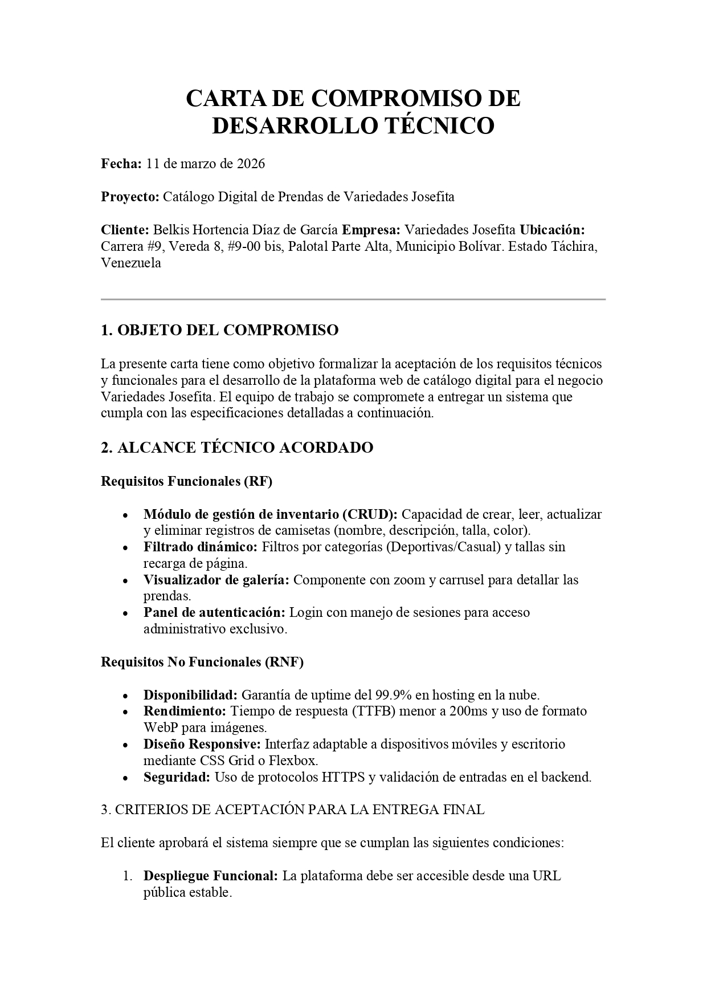 CARTA DE COMPROMISO DE
DESARROLLO TÉCNICO
Fecha: 11 de marzo de 2026
Proyecto: Catálogo Digital de Prendas de Variedades Josefita
Cliente: Belkis Hortencia Díaz de García Empresa: Variedades Josefita Ubicación:
Carrera #9, Vereda 8, #9-00 bis, Palotal Parte Alta, Municipio Bolívar. Estado Táchira,
Venezuela
1. OBJETO DEL COMPROMISO
La presente carta tiene como objetivo formalizar la aceptación de los requisitos técnicos
y funcionales para el desarrollo de la plataforma web de catálogo digital para el negocio
Variedades Josefita. El equipo de trabajo se compromete a entregar un sistema que
cumpla con las especificaciones detalladas a continuación.
2. ALCANCE TÉCNICO ACORDADO
Requisitos Funcionales (RF)
• Módulo de gestión de inventario (CRUD): Capacidad de crear, leer, actualizar
y eliminar registros de camisetas (nombre, descripción, talla, color).
• Filtrado dinámico: Filtros por categorías (Deportivas/Casual) y tallas sin
recarga de página.
• Visualizador de galería: Componente con zoom y carrusel para detallar las
prendas.
• Panel de autenticación: Login con manejo de sesiones para acceso
administrativo exclusivo.
Requisitos No Funcionales (RNF)
• Disponibilidad: Garantía de uptime del 99.9% en hosting en la nube.
• Rendimiento: Tiempo de respuesta (TTFB) menor a 200ms y uso de formato
WebP para imágenes.
• Diseño Responsive: Interfaz adaptable a dispositivos móviles y escritorio
mediante CSS Grid o Flexbox.
• Seguridad: Uso de protocolos HTTPS y validación de entradas en el backend.
3. CRITERIOS DE ACEPTACIÓN PARA LA ENTREGA FINAL
El cliente aprobará el sistema siempre que se cumplan las siguientes condiciones:
1. Despliegue Funcional: La plataforma debe ser accesible desde una URL
pública estable.